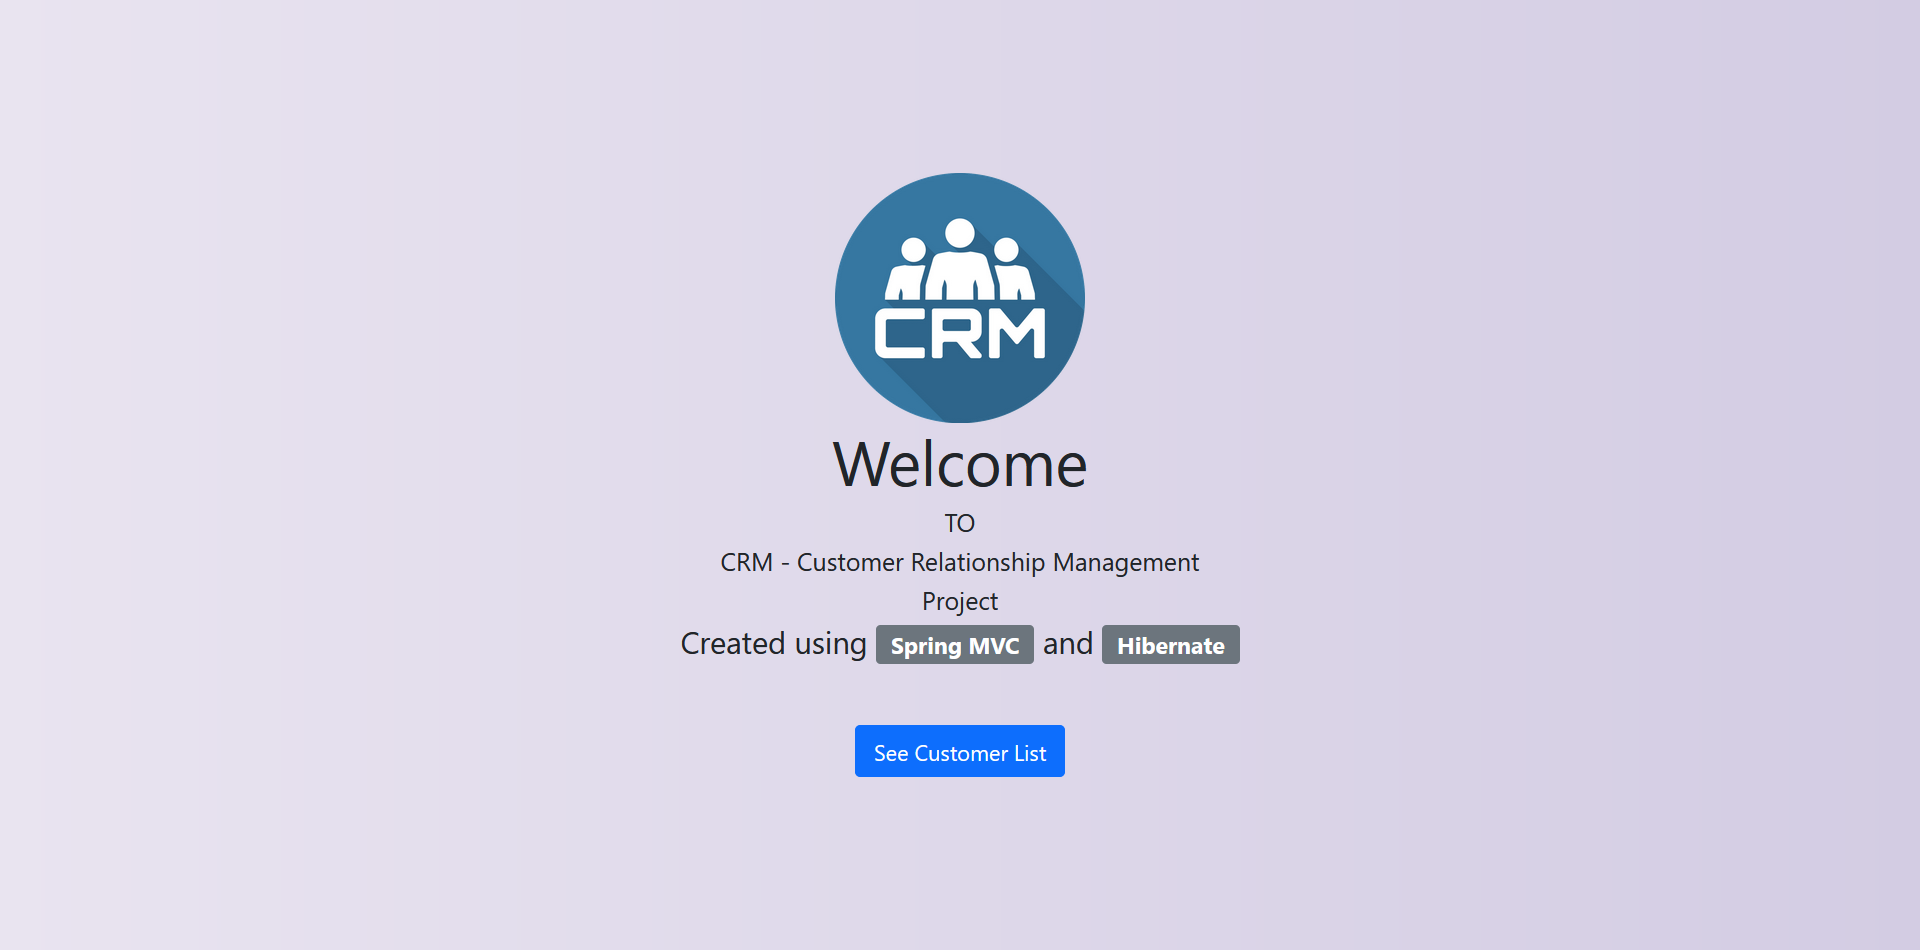 CRM
Welcome
TO
CRM - Customer Relationship Management
Project
Created using Spring MVC and Hibernate
See Customer List